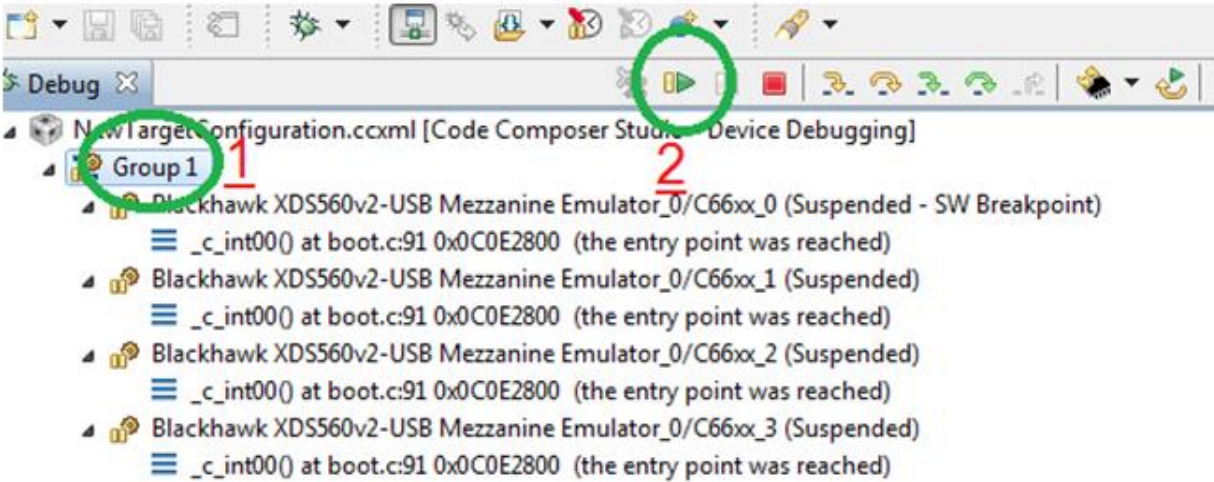 Debug
NewTargetConfiguration.ccxml [Code Composer Studio - Device Debugging]
Group 1
1
2
Blackhawk XDS560v2-USB Mezzanine Emulator_0/C66xx_0 (Suspended - SW Breakpoint)
_c_int00() at boot.c:91 0x0C0E2800 (the entry point was reached)
Blackhawk XDS560v2-USB Mezzanine Emulator_0/C66xx_1 (Suspended)
_c_int00() at boot.c:91 0x0C0E2800 (the entry point was reached)
Blackhawk XDS560v2-USB Mezzanine Emulator_0/C66xx_2 (Suspended)
_c_int00() at boot.c:91 0x0C0E2800 (the entry point was reached)
Blackhawk XDS560v2-USB Mezzanine Emulator_0/C66xx_3 (Suspended)
_c_int00() at boot.c:91 0x0C0E2800 (the entry point was reached)